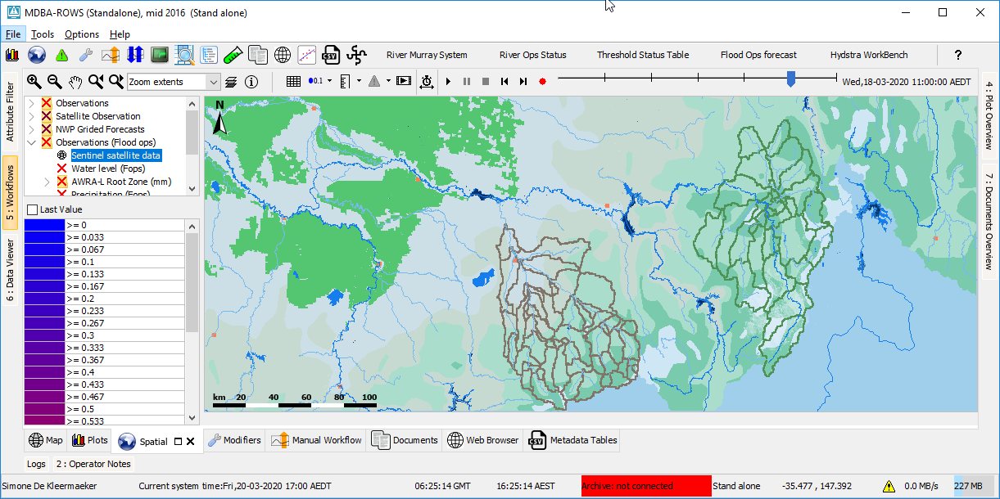 MDBA-ROWS (Standalone), mid 2016 (Stand alone)
File Tools Options Help
River Murray System River Ops Status Threshold Status Table Flood Ops forecast Hydstra WorkBench ?
Zoom extents 0.1 Wed,18-03-2020 11:00:00 AEDT
Attribute Filter
5 : Workflows
6 : Data Viewer
Observations
Satellite Observation
NWP Gridded Forecasts
Observations (Flood ops)
Sentinel satellite data
Water level (Fops)
AWRA-L Root Zone (mm)
Precipitation (Fops)
Last Value
>= 0
>= 0.033
>= 0.067
>= 0.1
>= 0.133
>= 0.167
>= 0.2
>= 0.233
>= 0.267
>= 0.3
>= 0.333
>= 0.367
>= 0.4
>= 0.433
>= 0.467
>= 0.5
>= 0.533
N
km 20 40 60 80 100
4 : Plot Overview
7 : Documents Overview
Map Plots Spatial Modifiers Manual Workflow Documents Web Browser CSV Metadata Tables
Logs 2 : Operator Notes
Simone De Kleermaeker Current system time:Fri,20-03-2020 17:00 AEDT 06:25:14 GMT 16:25:14 AEST Archive: not connected Stand alone -35.477 , 147.392 0.0 MB/s 227 MB